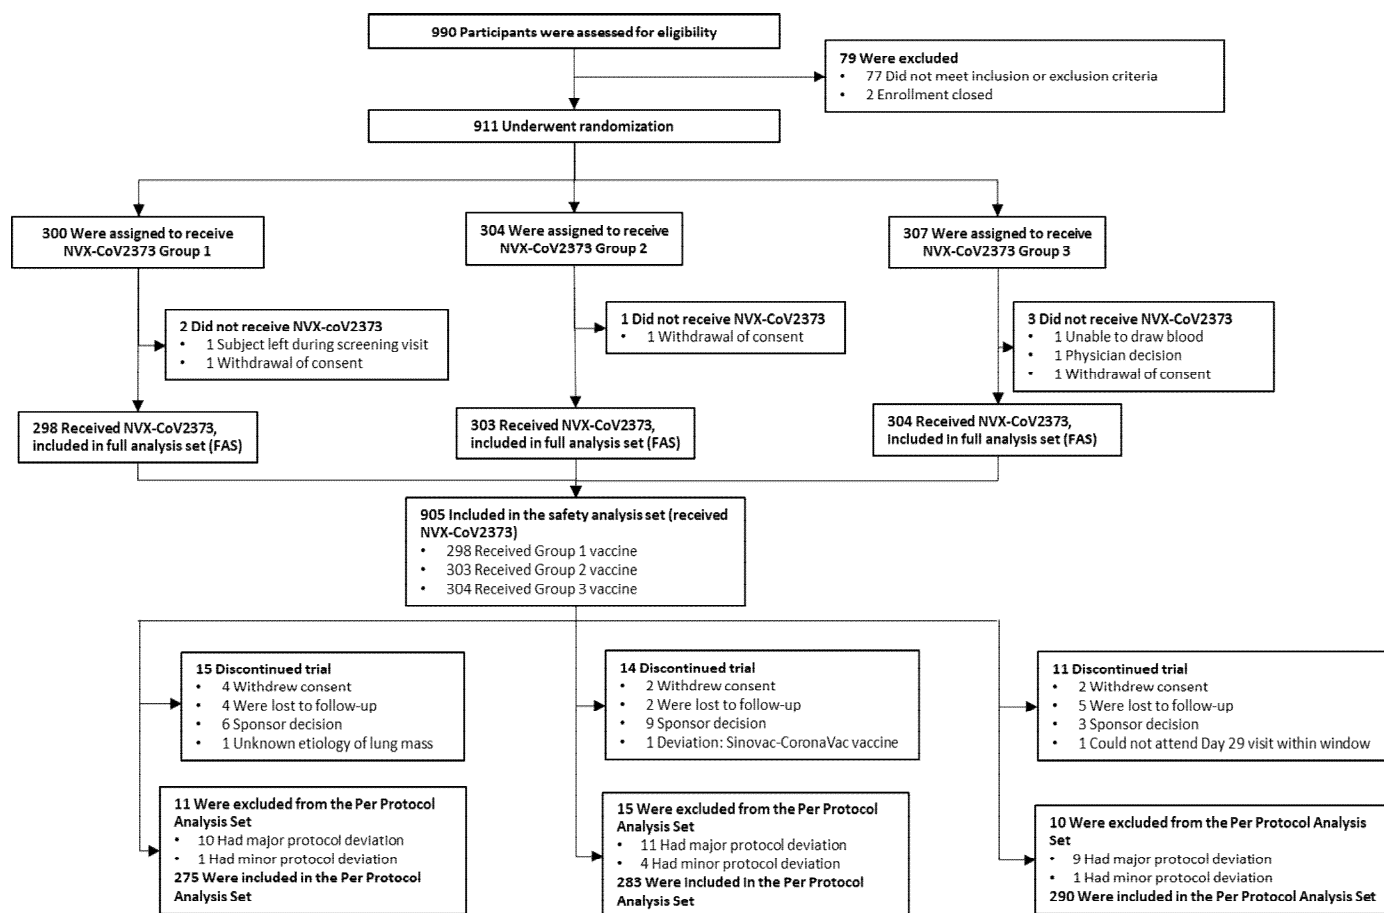 990 Participants were assessed for eligibility
79 Were excluded
• 77 Did not meet inclusion or exclusion criteria
• 2 Enrollment closed
911 Underwent randomization
300 Were assigned to receive
NVX-CoV2373 Group 1
304 Were assigned to receive
NVX-CoV2373 Group 2
307 Were assigned to receive
NVX-CoV2373 Group 3
2 Did not receive NVX-coV2373
• 1 Subject left during screening visit
• 1 Withdrawal of consent
1 Did not receive NVX-CoV2373
• 1 Withdrawal of consent
3 Did not receive NVX-CoV2373
• 1 Unable to draw blood
• 1 Physician decision
• 1 Withdrawal of consent
298 Received NVX-CoV2373,
included in full analysis set (FAS)
303 Received NVX-CoV2373,
included in full analysis set (FAS)
304 Received NVX-CoV2373,
Included in full analysis set (FAS)
905 Included in the safety analysis set (received
NVX-CoV2373)
• 298 Received Group 1 vaccine
• 303 Received Group 2 vaccine
• 304 Received Group 3 vaccine
15 Discontinued trial
• 4 Withdrew consent
• 4 Were lost to follow-up
• 6 Sponsor decision
• 1 Unknown etiology of lung mass
14 Discontinued trial
• 2 Withdrew consent
• 2 Were lost to follow-up
• 9 Sponsor decision
• 1 Deviation: Sinovac-CoronaVac vaccine
11 Discontinued trial
• 2 Withdrew consent
• 5 Were lost to follow-up
• 3 Sponsor decision
• 1 Could not attend Day 29 visit within window
11 Were excluded from the Per Protocol
Analysis Set
• 10 Had major protocol deviation
• 1 Had minor protocol deviation
275 Were included in the Per Protocol
Analysis Set
15 Were excluded from the Per Protocol
Analysis Set
• 11 Had major protocol deviation
• 4 Had minor protocol deviation
283 Were Included in the Per Protocol
Analysis Set
10 Were excluded from the Per Protocol Analysis
Set
• 9 Had major protocol deviation
• 1 Had minor protocol deviation
290 Were included in the Per Protocol Analysis Set